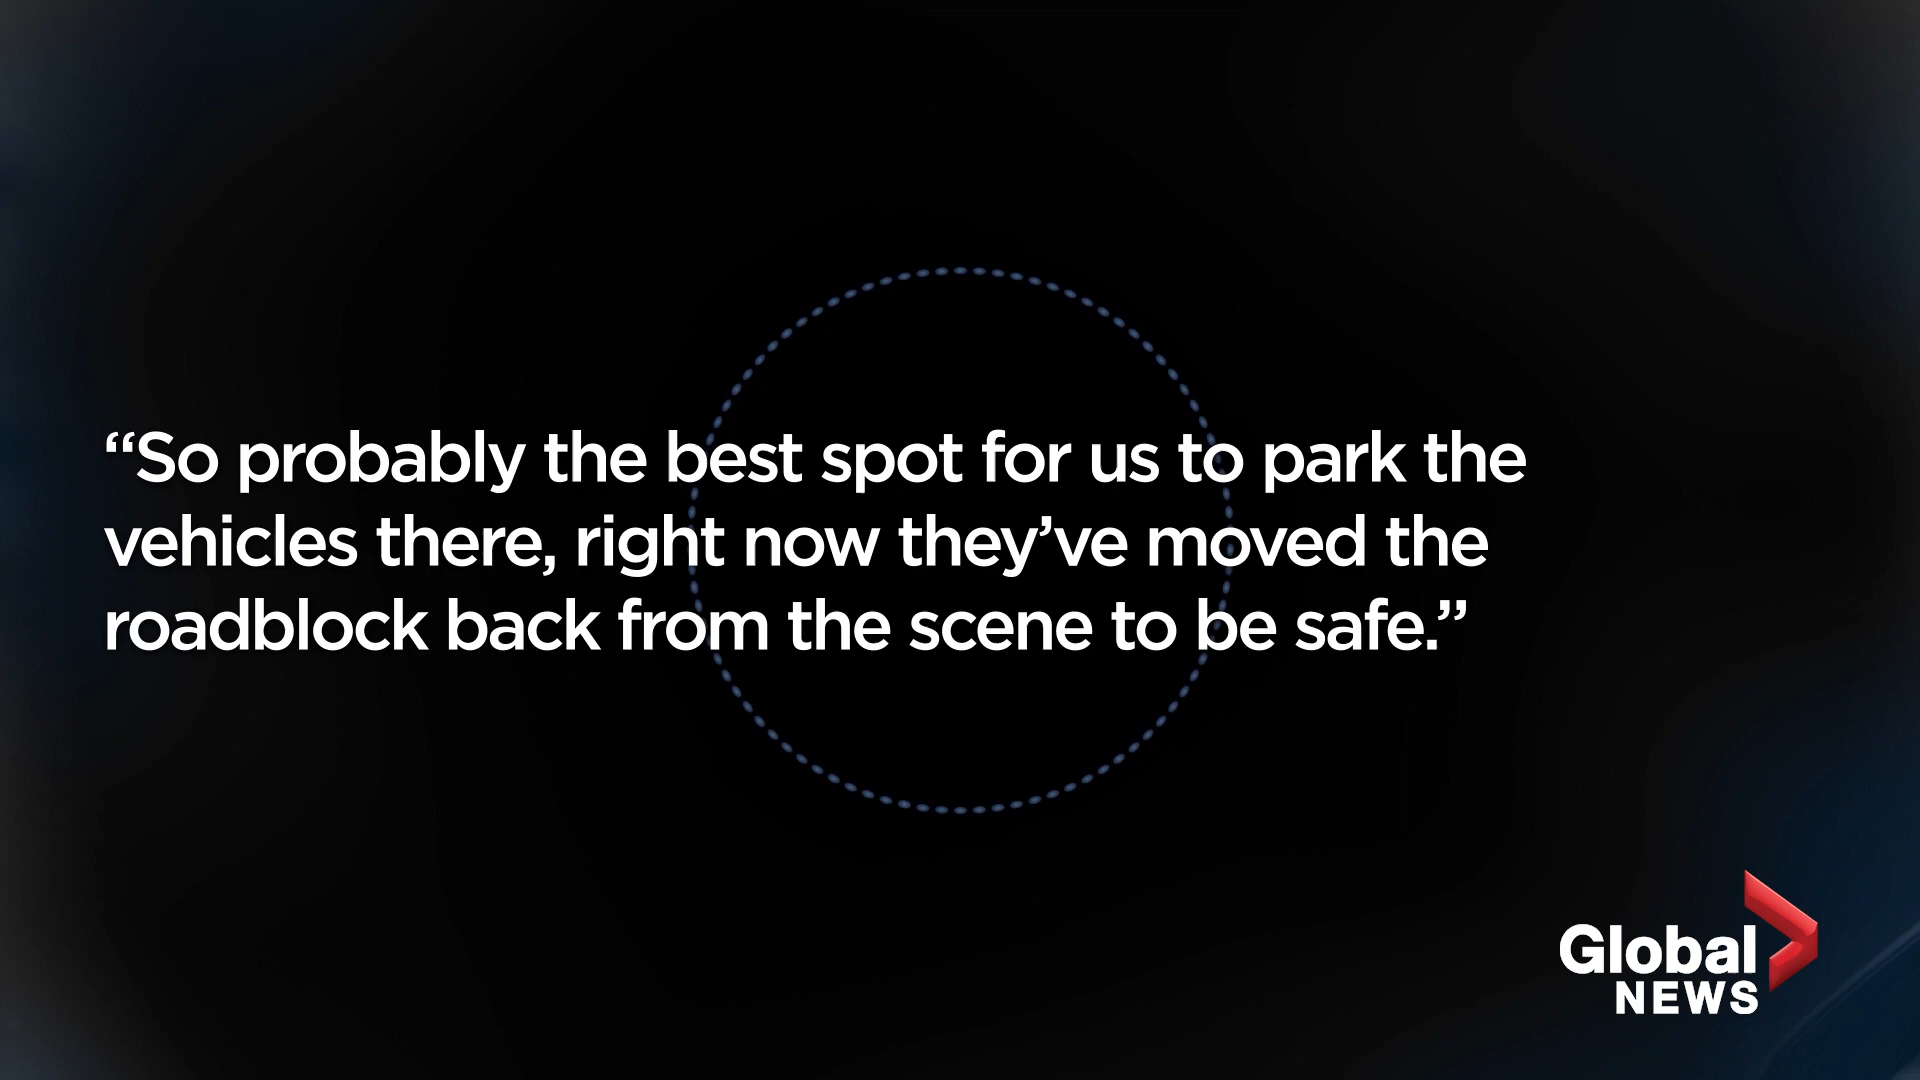 “So probably the best spot for us to park the
vehicles there, right now they’ve moved the
roadblock back from the scene to be safe.”
Global
NEWS